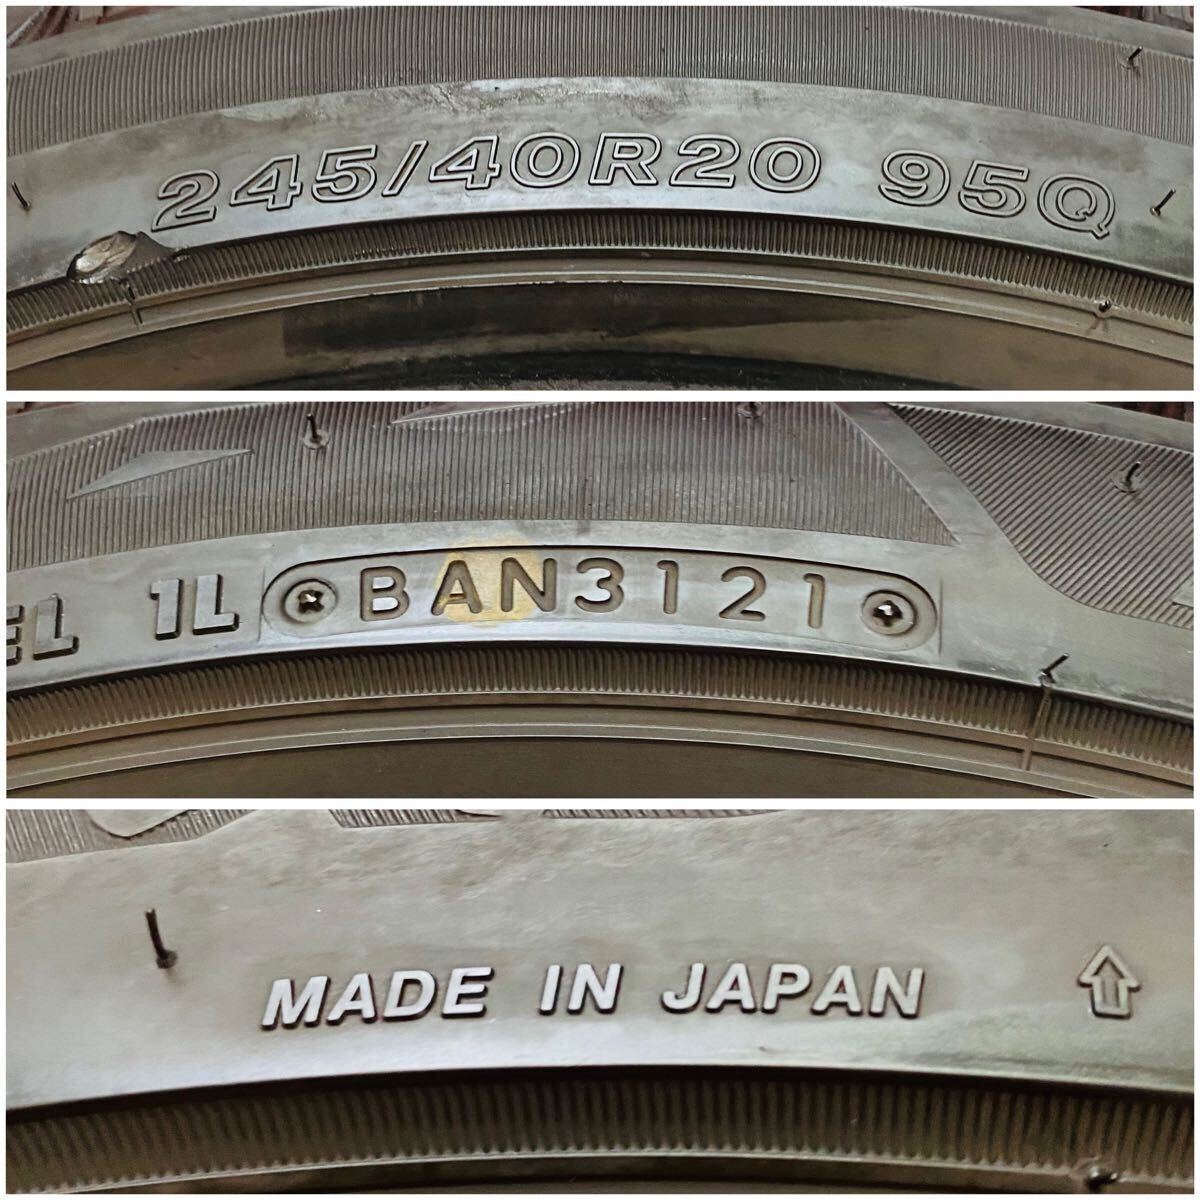 245/40R20 95Q
EL 1L BAN3121
MADE IN JAPAN